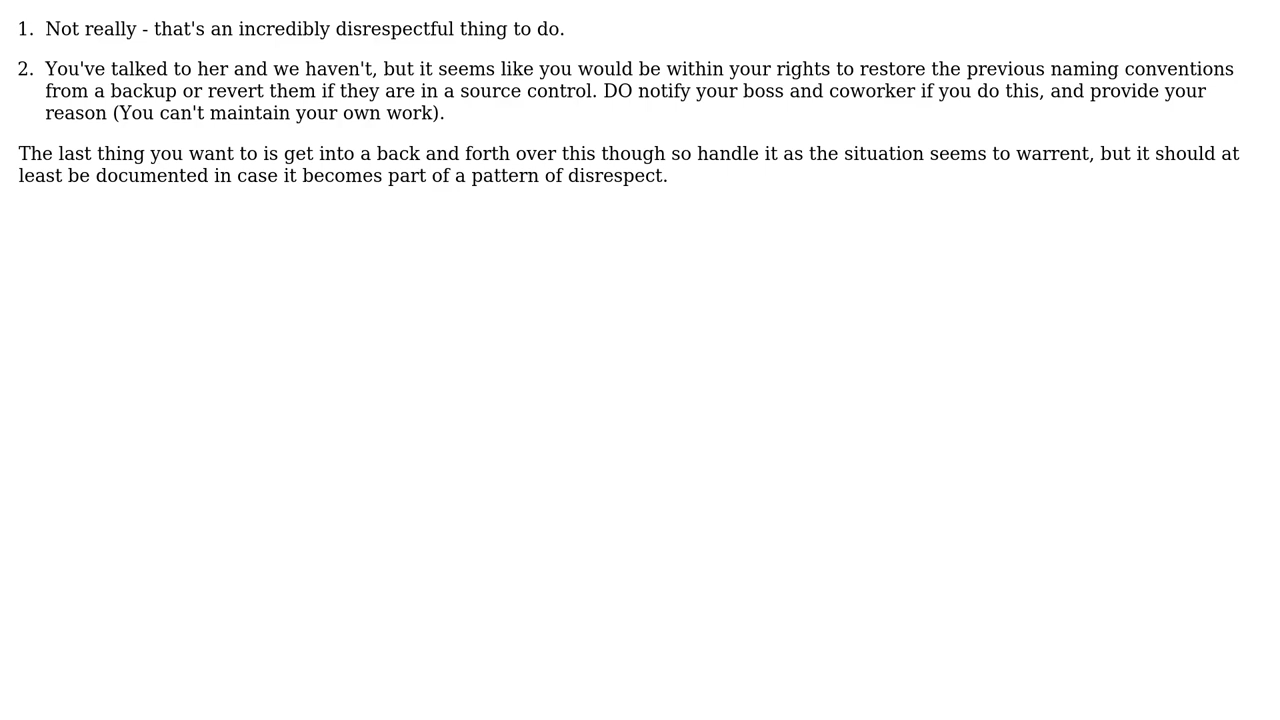 1. Not really - that's an incredibly disrespectful thing to do.
2. You've talked to her and we haven't, but it seems like you would be within your rights to restore the previous naming conventions
from a backup or revert them if they are in a source control. DO notify your boss and coworker if you do this, and provide your
reason (You can't maintain your own work).
The last thing you want to is get into a back and forth over this though so handle it as the situation seems to warrent, but it should at
least be documented in case it becomes part of a pattern of disrespect.